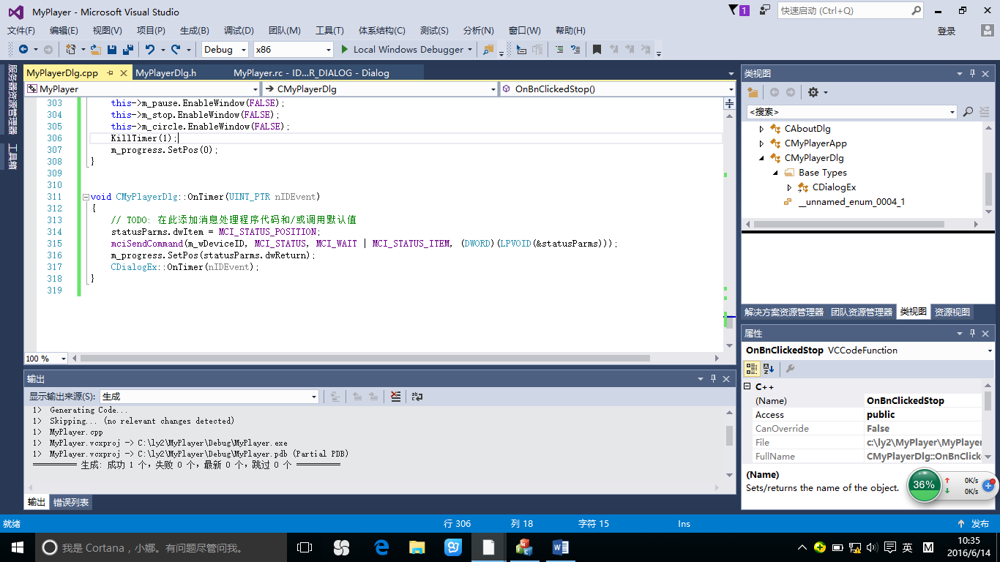 MyPlayer - Microsoft Visual Studio
1
快速启动 (Ctrl+Q)
文件(F) 编辑(E) 视图(V) 项目(P) 生成(B) 调试(D) 团队(M) 工具(T) 体系结构(C) 测试(S) 分析(N) 窗口(W) 帮助(H)
登录
Debug x86 Local Windows Debugger
服务器资源管理器
工具箱
MyPlayerDlg.cpp MyPlayerDlg.h MyPlayer.rc - ID...R_DIALOG - Dialog
MyPlayer CMyPlayerDlg OnBnClickedStop()
303 this->m_pause.EnableWindow(FALSE);
304 this->m_stop.EnableWindow(FALSE);
305 this->m_circle.EnableWindow(FALSE);
306 KillTimer(1);
307 m_progress.SetPos(0);
308 }
309
310
311 void CMyPlayerDlg::OnTimer(UINT_PTR nIDEvent)
312 {
313 // TODO: 在此添加消息处理程序代码和/或调用默认值
314 statusParms.dwItem = MCI_STATUS_POSITION;
315 mciSendCommand(m_wDeviceID, MCI_STATUS, MCI_WAIT | MCI_STATUS_ITEM, (DWORD)(LPVOID(&statusParms)));
316 m_progress.SetPos(statusParms.dwReturn);
317 CDialogEx::OnTimer(nIDEvent);
318 }
319
100 %
输出
显示输出来源(S): 生成
1> Generating Code...
1> Skipping... (no relevant changes detected)
1> MyPlayer.cpp
1> MyPlayer.vcxproj -> C:\ly2\MyPlayer\Debug\MyPlayer.exe
1> MyPlayer.vcxproj -> C:\ly2\MyPlayer\Debug\MyPlayer.pdb (Partial PDB)
========== 生成: 成功 1 个，失败 0 个，最新 0 个，跳过 0 个 ==========
输出 错误列表
类视图
<搜索>
CAboutDlg
CMyPlayerApp
CMyPlayerDlg
Base Types
CDialogEx
__unnamed_enum_0004_1
解决方案资源管理器 团队资源管理器 类视图 资源视图
属性
OnBnClickedStop VCCodeFunction
C++
(Name) OnBnClickedStop
Access public
CanOverride False
File c:\ly2\MyPlayer\MyPlayer
FullName CMyPlayerDlg::OnBnClick
(Name)
Sets/returns the name of the object.
36%
0K/s
0K/s
就绪 行 306 列 18 字符 15 Ins 发布
我是 Cortana，小娜。有问题尽管问我。
英 M
10:35
2016/6/14